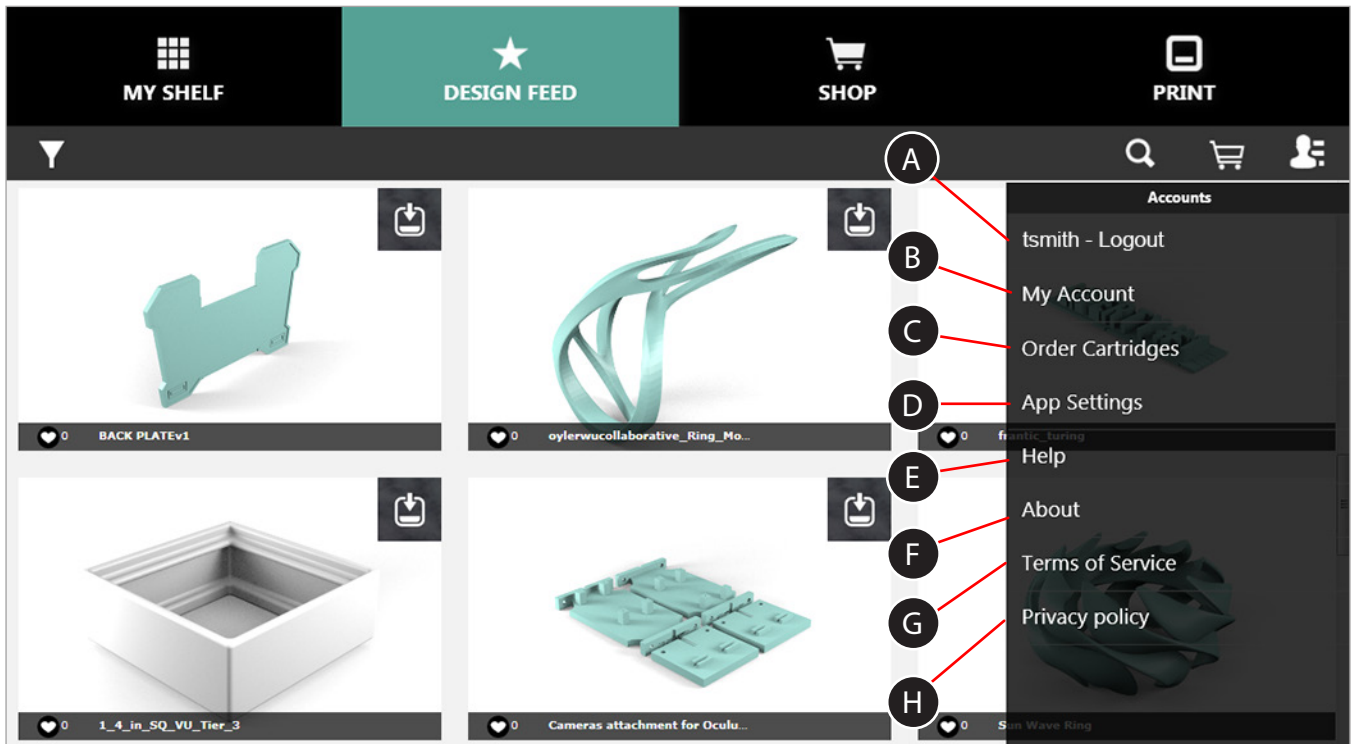 MY SHELF
DESIGN FEED
SHOP
PRINT
A
Accounts
tsmith - Logout
B
My Account
C
Order Cartridges
D
App Settings
0 BACK PLATEv1
0 oylerwucollaborative_Ring_Mo...
0 frantic_turing
E
Help
F
About
G
Terms of Service
H
Privacy policy
0 1_4_in_SQ_VU_Tier_3
0 Cameras attachment for Oculu...
0 Sun Wave Ring